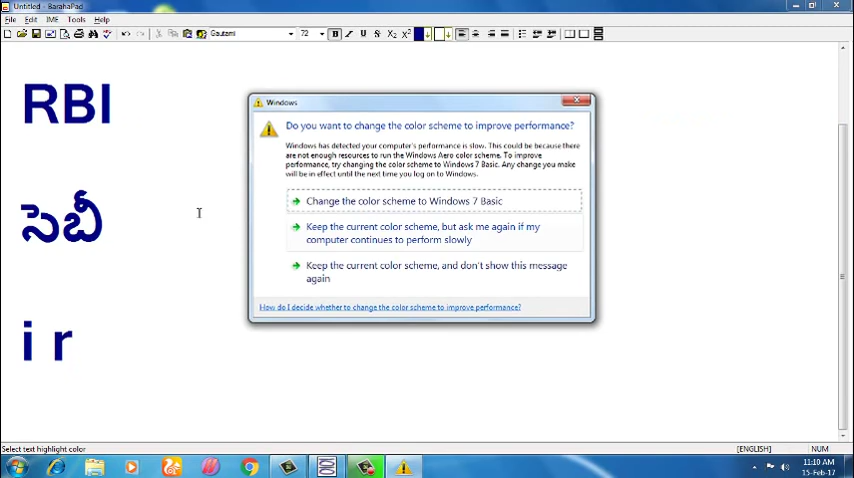 Untitled - BarahaPad
File Edit IME Tools Help
Gautami 72 B I U S X₂ X²
RBI
సెబీ
i r
Windows
Do you want to change the color scheme to improve performance?
Windows has detected your computer's performance is slow. This could be because there
are not enough resources to run the Windows Aero color scheme. To improve
performance, try changing the color scheme to Windows 7 Basic. Any change you make
will be in effect until the next time you log on to Windows.
Change the color scheme to Windows 7 Basic
Keep the current color scheme, but ask me again if my
computer continues to perform slowly
Keep the current color scheme, and don't show this message
again
How do I decide whether to change the color scheme to improve performance?
Select text highlight color
[ENGLISH] NUM
11:10 AM
15-Feb-17